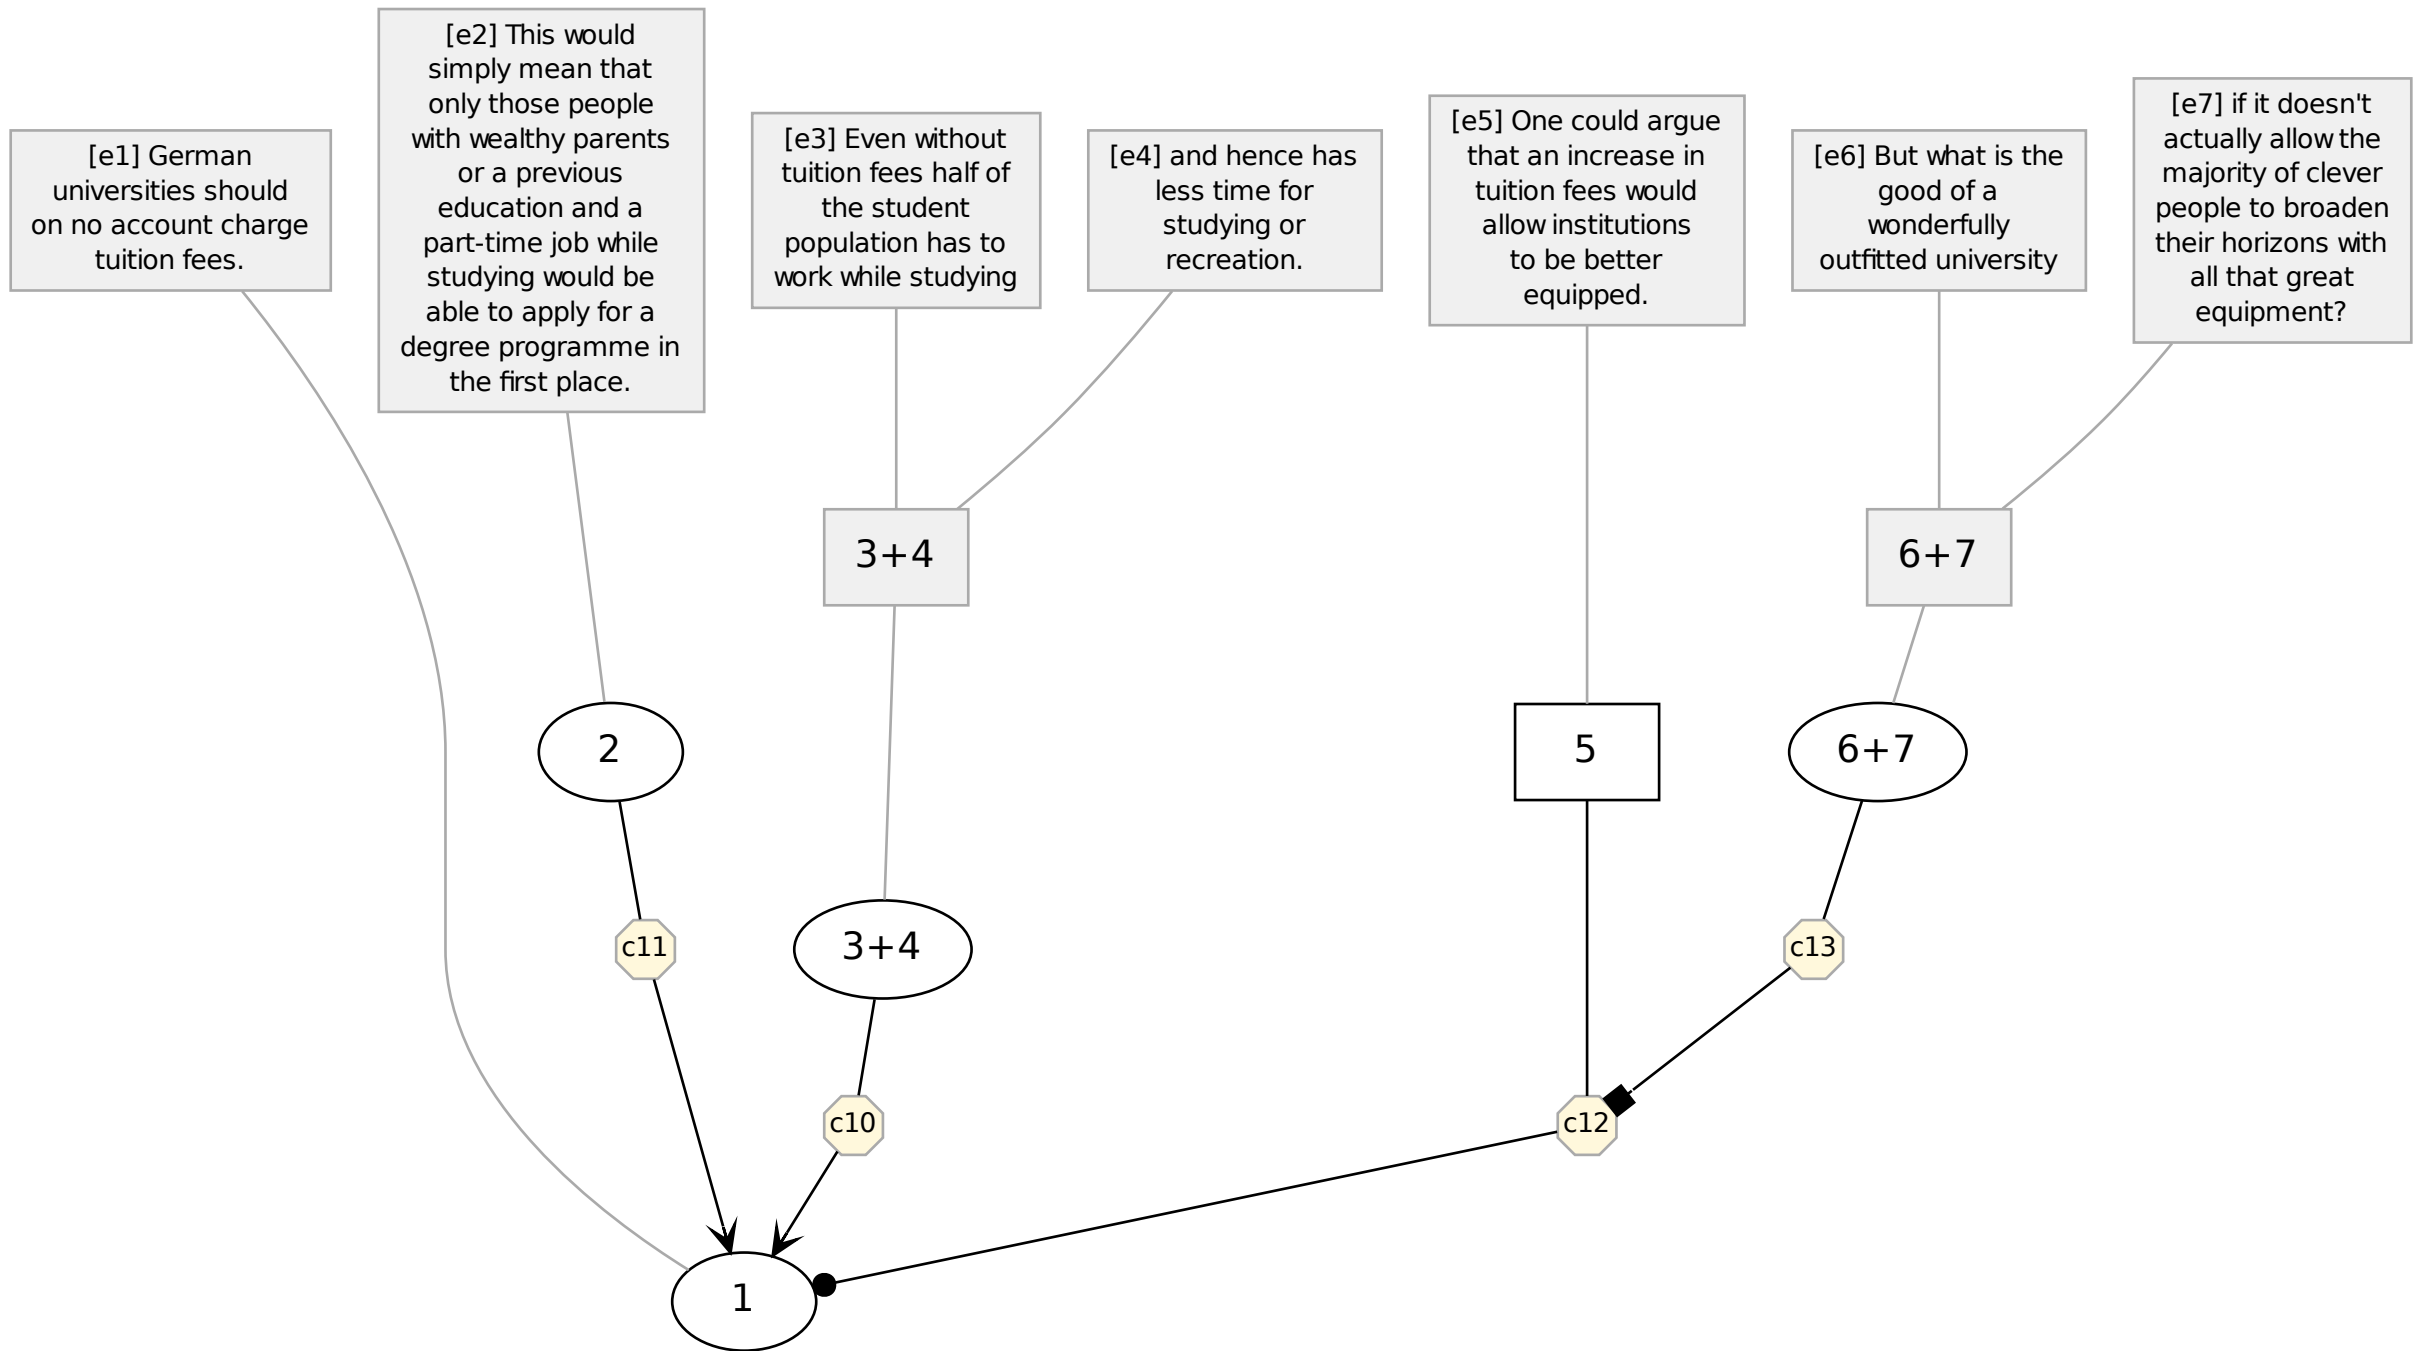 [e1] German
universities should
on no account charge
tuition fees.
[e2] This would
simply mean that
only those people
with wealthy parents
or a previous
education and a
part-time job while
studying would be
able to apply for a
degree programme in
the first place.
[e3] Even without
tuition fees half of
the student
population has to
work while studying
[e4] and hence has
less time for
studying or
recreation.
[e5] One could argue
that an increase in
tuition fees would
allow institutions
to be better
equipped.
[e6] But what is the
good of a
wonderfully
outfitted university
[e7] if it doesn't
actually allow the
majority of clever
people to broaden
their horizons with
all that great
equipment?
3+4
6+7
2
5
6+7
c11
3+4
c13
c10
c12
1